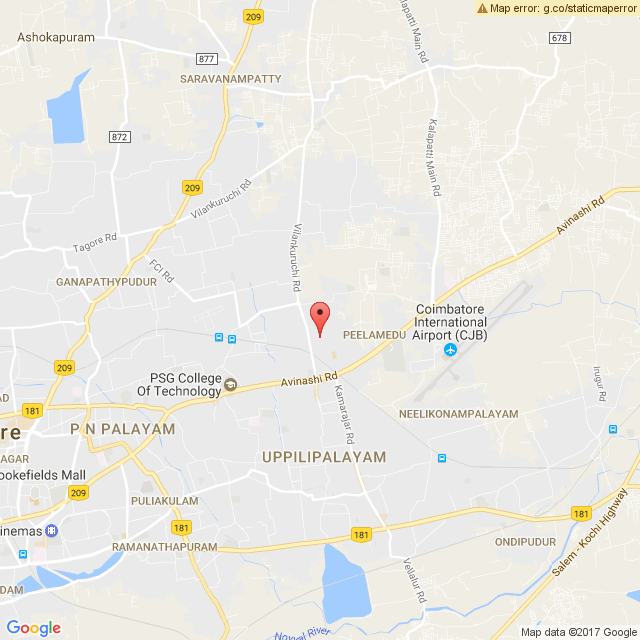 Map error: g.co/staticmaperror
Ashokapuram
209
Kalapatti Main Rd
678
877
SARAVANAMPATTY
872
Kalapatti Main Rd
209
Vilankuruchi Rd
Avinashi Rd
Tagore Rd
Vilankuruchi Rd
FCI Rd
GANAPATHYPUDUR
Coimbatore
International
Airport (CJB)
PEELAMEDU
209
PSG College
Of Technology
Avinashi Rd
Inugur Rd
AD
181
Kamarajar Rd
NEELIKONAMPALAYAM
re
P N PALAYAM
NAGAR
UPPILIPALAYAM
ookefields Mall
209
PULIAKULAM
181
181
181
inemas
RAMANATHAPURAM
ONDIPUDUR
Salem - Kochi Highway
Vellalur Rd
DAM
Noyyal River
Google
Map data ©2017 Google